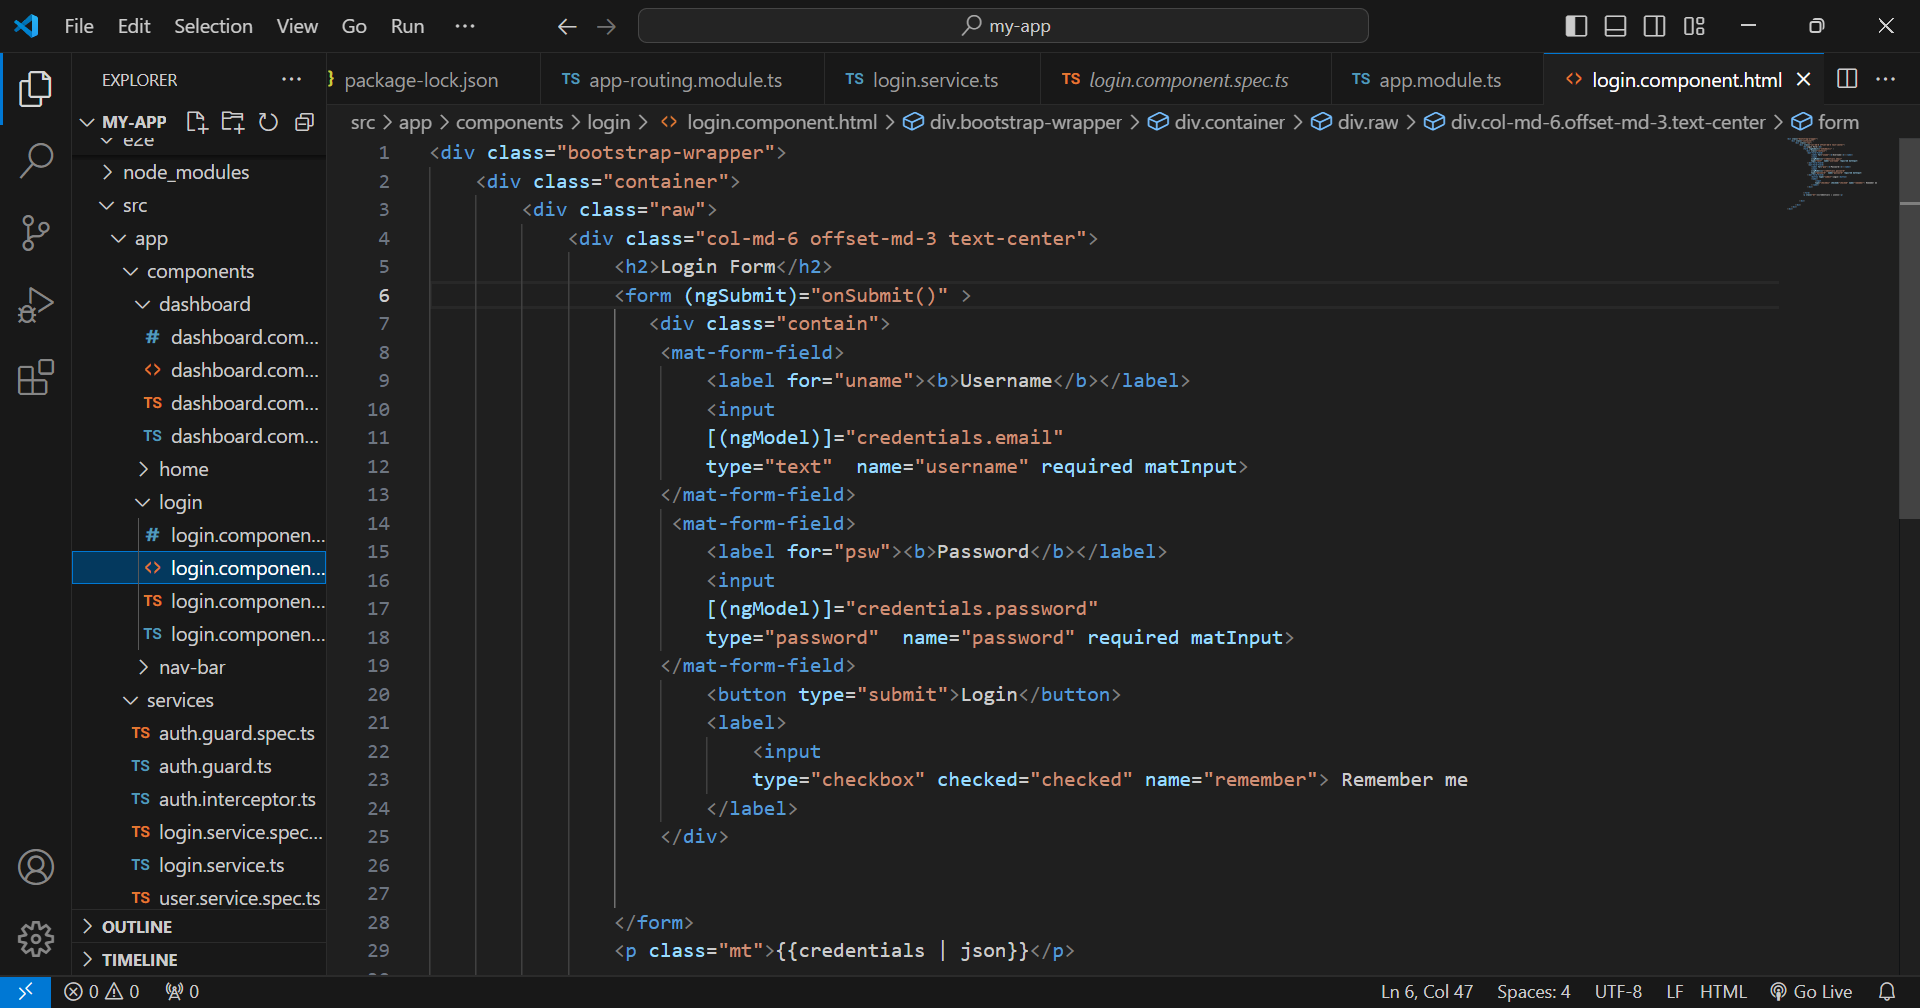 File Edit Selection View Go Run ··· my-app
EXPLORER ···
} package-lock.json TS app-routing.module.ts TS login.service.ts TS login.component.spec.ts TS app.module.ts <> login.component.html
MY-APP
src > app > components > login > <> login.component.html > div.bootstrap-wrapper > div.container > div.raw > div.col-md-6.offset-md-3.text-center > form
e2e
node_modules
src
app
components
dashboard
# dashboard.com...
<> dashboard.com...
TS dashboard.com...
TS dashboard.com...
home
login
# login.componen...
<> login.componen...
TS login.componen...
TS login.componen...
nav-bar
services
TS auth.guard.spec.ts
TS auth.guard.ts
TS auth.interceptor.ts
TS login.service.spec...
TS login.service.ts
TS user.service.spec.ts
OUTLINE
TIMELINE
1 <div class="bootstrap-wrapper">
2 <div class="container">
3 <div class="raw">
4 <div class="col-md-6 offset-md-3 text-center">
5 <h2>Login Form</h2>
6 <form (ngSubmit)="onSubmit()" >
7 <div class="contain">
8 <mat-form-field>
9 <label for="uname"><b>Username</b></label>
10 <input
11 [(ngModel)]="credentials.email"
12 type="text"  name="username" required matInput>
13 </mat-form-field>
14 <mat-form-field>
15 <label for="psw"><b>Password</b></label>
16 <input
17 [(ngModel)]="credentials.password"
18 type="password"  name="password" required matInput>
19 </mat-form-field>
20 <button type="submit">Login</button>
21 <label>
22 <input
23 type="checkbox" checked="checked" name="remember"> Remember me
24 </label>
25 </div>
26
27
28 </form>
29 <p class="mt">{{credentials | json}}</p>
0 0 0 Ln 6, Col 47 Spaces: 4 UTF-8 LF HTML Go Live